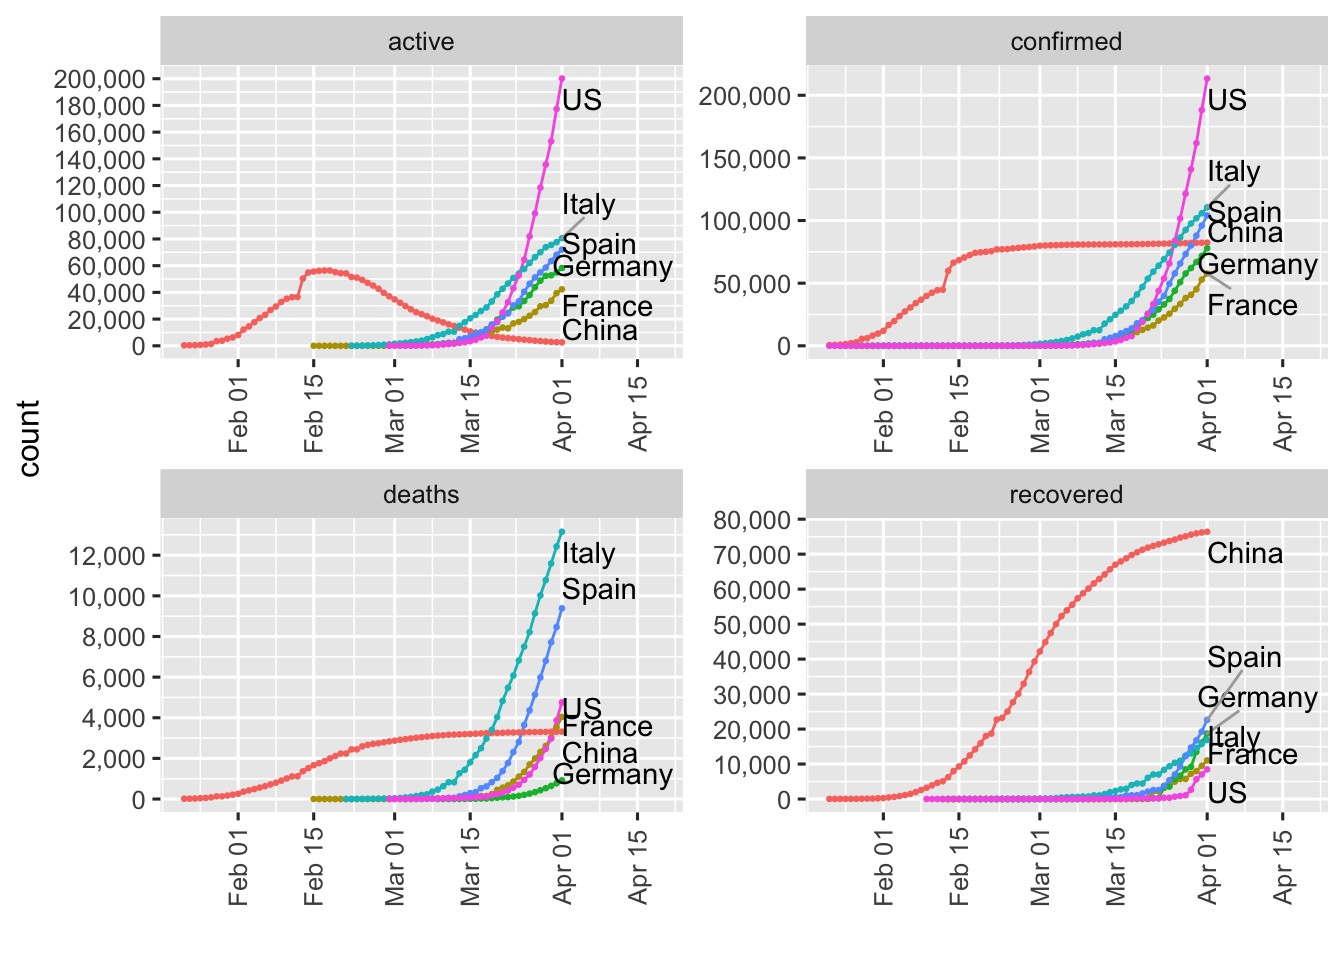 count
active
200,000
180,000
160,000
140,000
120,000
100,000
80,000
60,000
40,000
20,000
0
US
Italy
Spain
Germany
France
China
Feb 01
Feb 15
Mar 01
Mar 15
Apr 01
Apr 15
confirmed
200,000
150,000
100,000
50,000
0
US
Italy
Spain
China
Germany
France
Feb 01
Feb 15
Mar 01
Mar 15
Apr 01
Apr 15
deaths
12,000
10,000
8,000
6,000
4,000
2,000
0
Italy
Spain
US
France
China
Germany
Feb 01
Feb 15
Mar 01
Mar 15
Apr 01
Apr 15
recovered
80,000
70,000
60,000
50,000
40,000
30,000
20,000
10,000
0
China
Spain
Germany
Italy
France
US
Feb 01
Feb 15
Mar 01
Mar 15
Apr 01
Apr 15